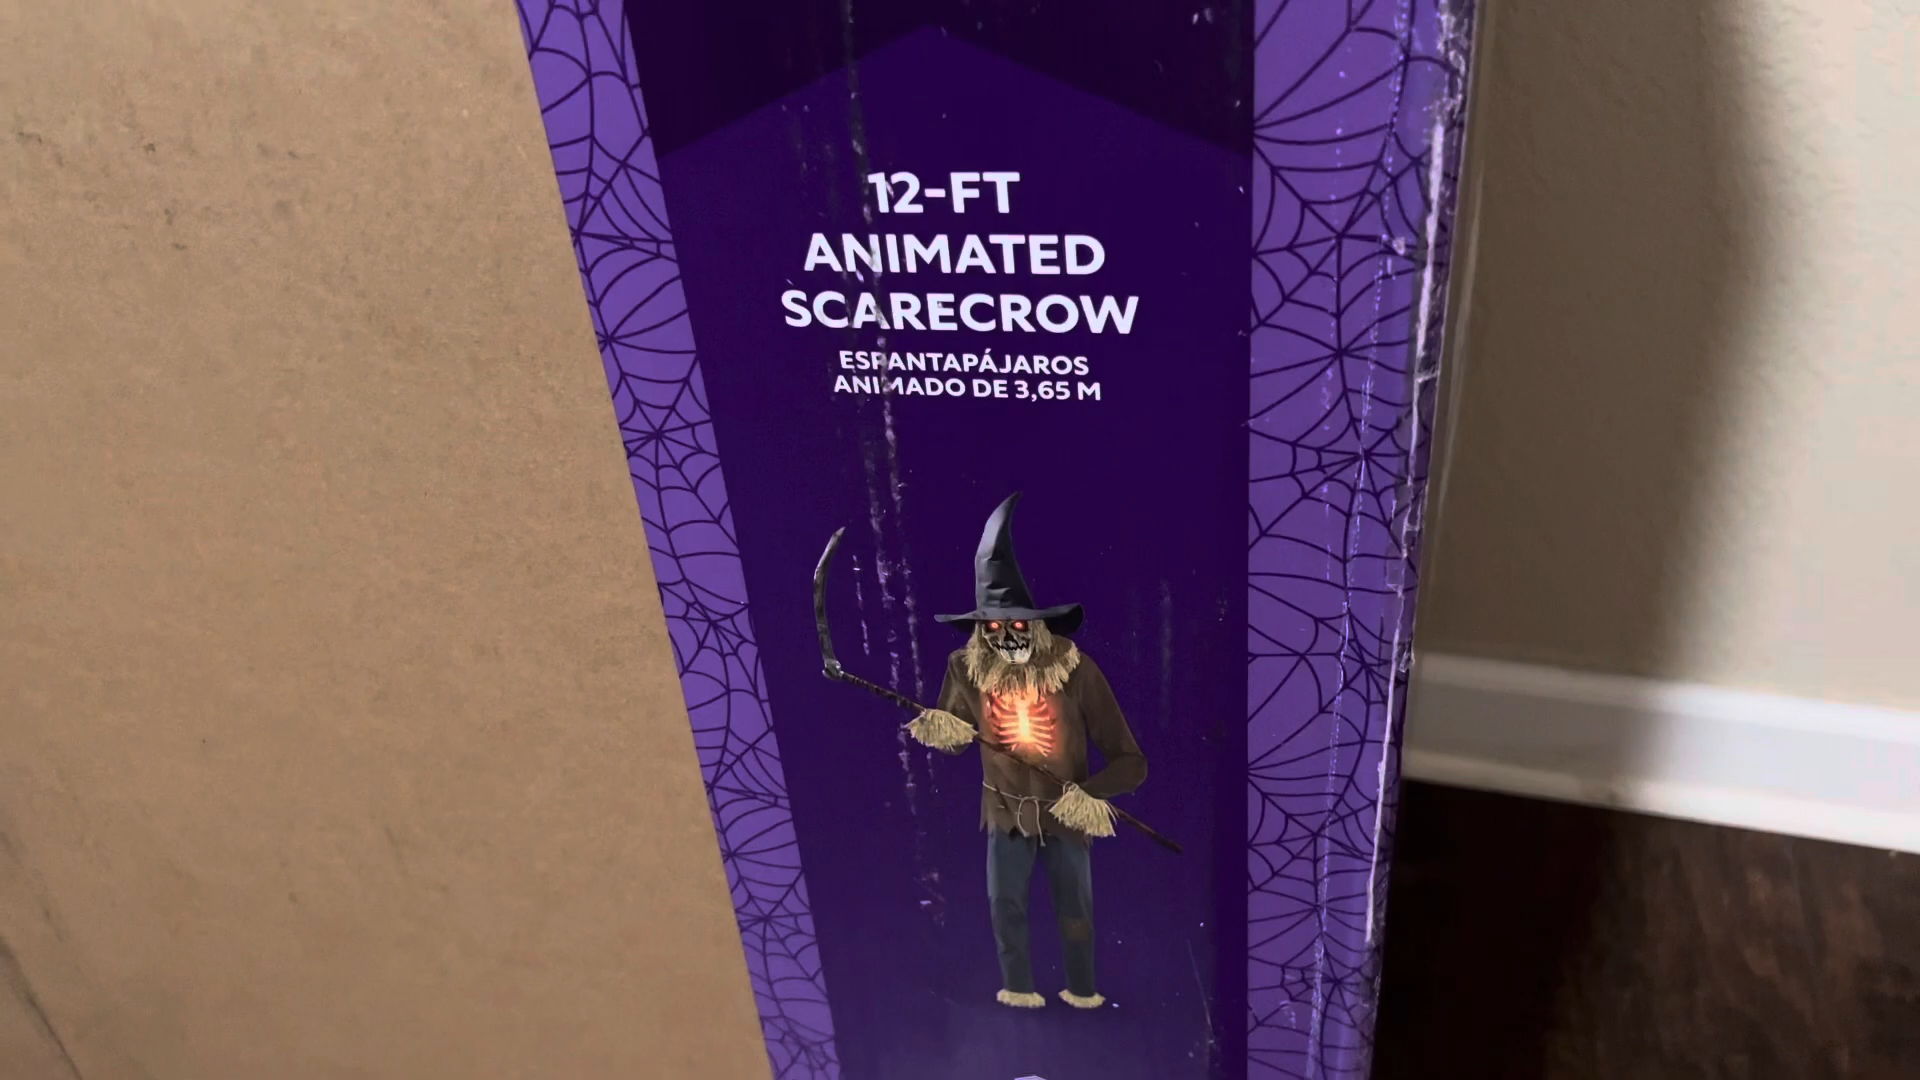 12-FT
ANIMATED
SCARECROW
ESPANTAPÁJAROS
ANIMADO DE 3,65 M